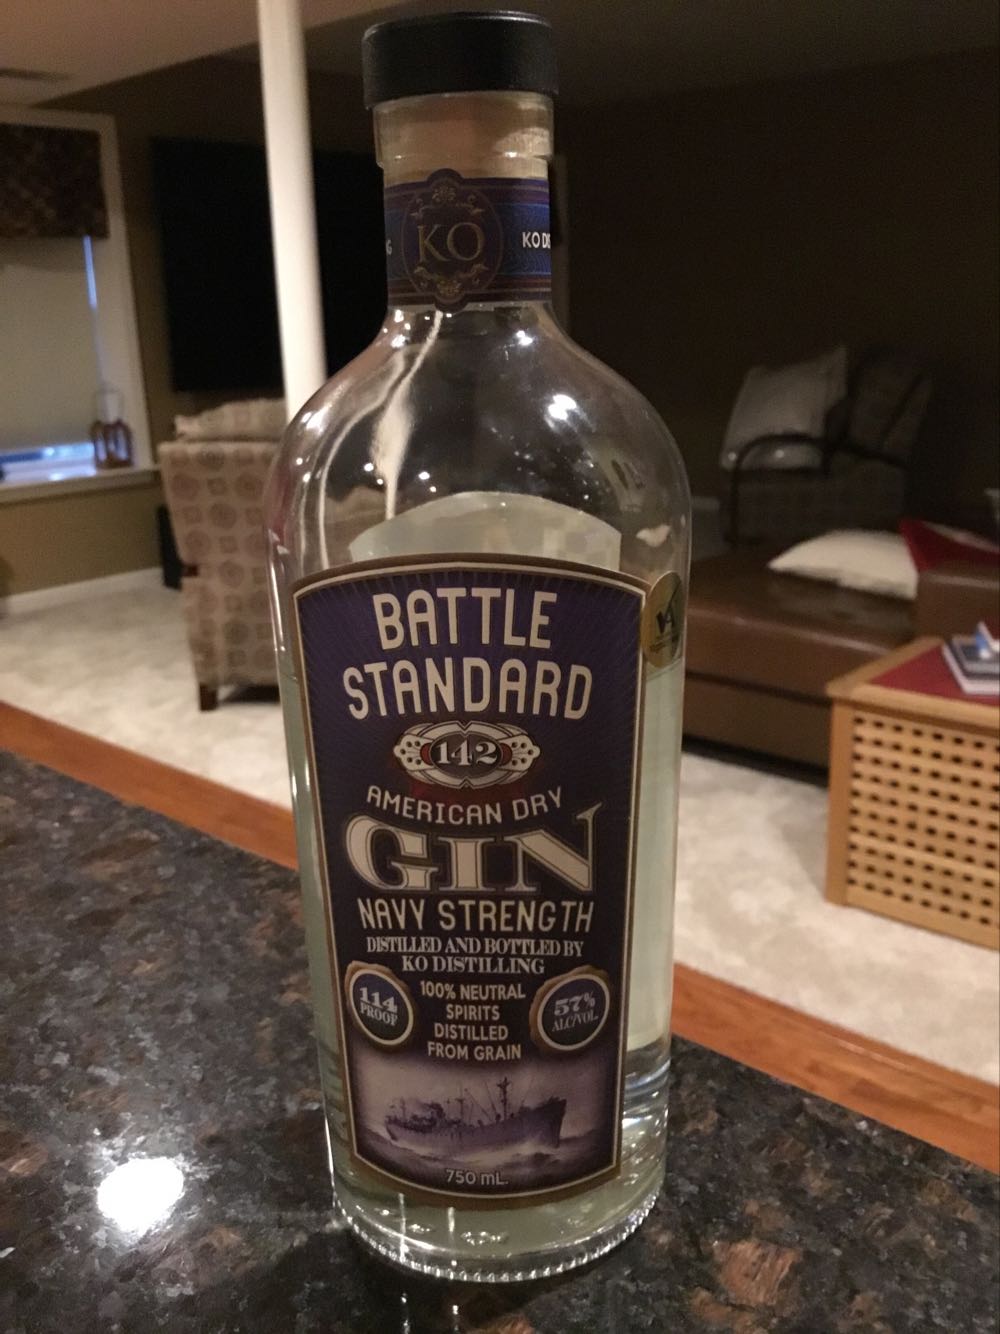 KO
KO
BATTLE
STANDARD
142
AMERICAN DRY
GIN
NAVY STRENGTH
DISTILLED AND BOTTLED BY
KO DISTILLING
114
PROOF
100% NEUTRAL
SPIRITS
DISTILLED
FROM GRAIN
57%
ALC/VOL.
750 mL.
VA